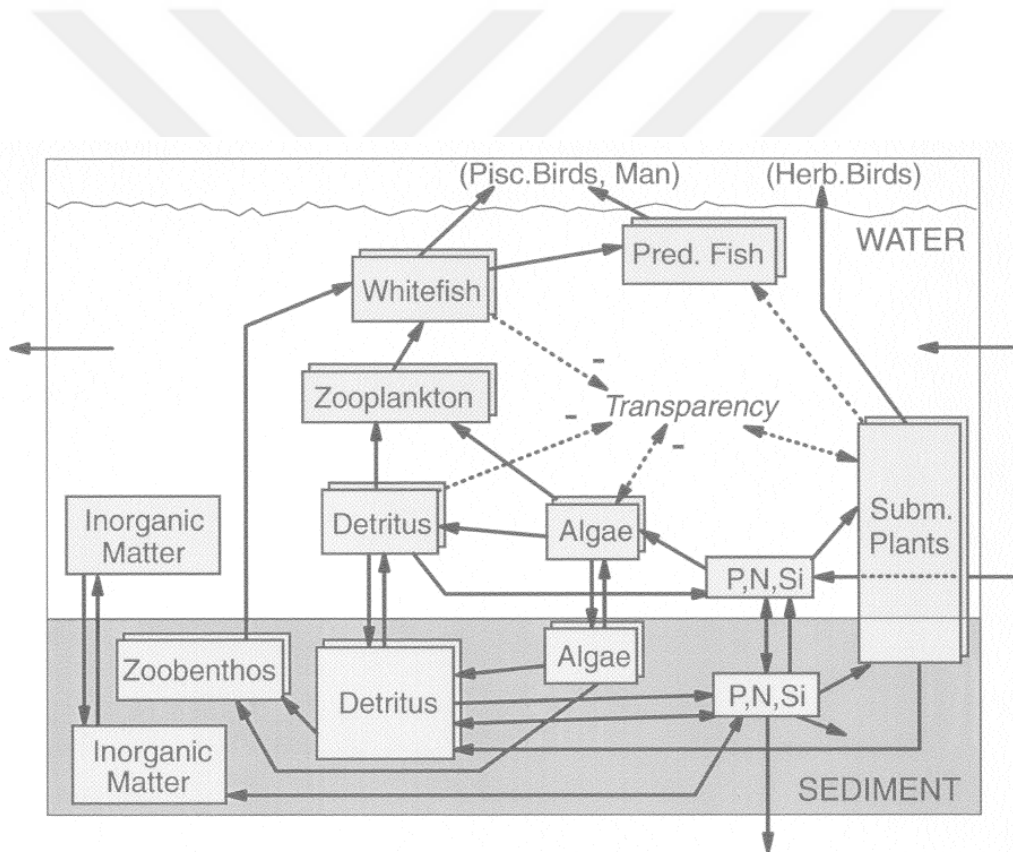 (Pisc.Birds, Man)
(Herb.Birds)
WATER
Pred. Fish
Whitefish
Zooplankton
-
-
Transparency
-
Inorganic
Matter
Detritus
Algae
Subm.
Plants
P,N,Si
Zoobenthos
Detritus
Algae
P,N,Si
Inorganic
Matter
SEDIMENT